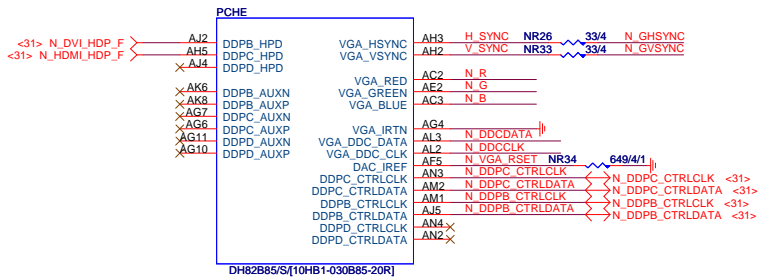 PCHE
<31> N_DVI_HDP_F AJ2 DDPB_HPD VGA_HSYNC AH3 H_SYNC NR26 33/4 N_GHSYNC
<31> N_HDMI_HDP_F AH5 DDPC_HPD VGA_VSYNC AH2 V_SYNC NR33 33/4 N_GVSYNC
AJ4 DDPD_HPD
VGA_RED AC2 N_R
AK6 DDPB_AUXN VGA_GREEN AE2 N_G
AK8 DDPB_AUXP VGA_BLUE AC3 N_B
AG7 DDPC_AUXN
AG6 DDPC_AUXP VGA_IRTN AG4
AG11 DDPD_AUXN VGA_DDC_DATA AL3 N_DDCDATA
AG10 DDPD_AUXP VGA_DDC_CLK AL2 N_DDCCLK
DAC_IREF AF5 N_VGA_RSET NR34 649/4/1
DDPC_CTRLCLK AN3 N_DDPC_CTRLCLK N_DDPC_CTRLCLK <31>
DDPC_CTRLDATA AM2 N_DDPC_CTRLDATA N_DDPC_CTRLDATA <31>
DDPB_CTRLCLK AM1 N_DDPB_CTRLCLK N_DDPB_CTRLCLK <31>
DDPB_CTRLDATA AJ5 N_DDPB_CTRLDATA N_DDPB_CTRLDATA <31>
DDPD_CTRLCLK AN4
DDPD_CTRLDATA AN2
DH82B85/S/[10HB1-030B85-20R]